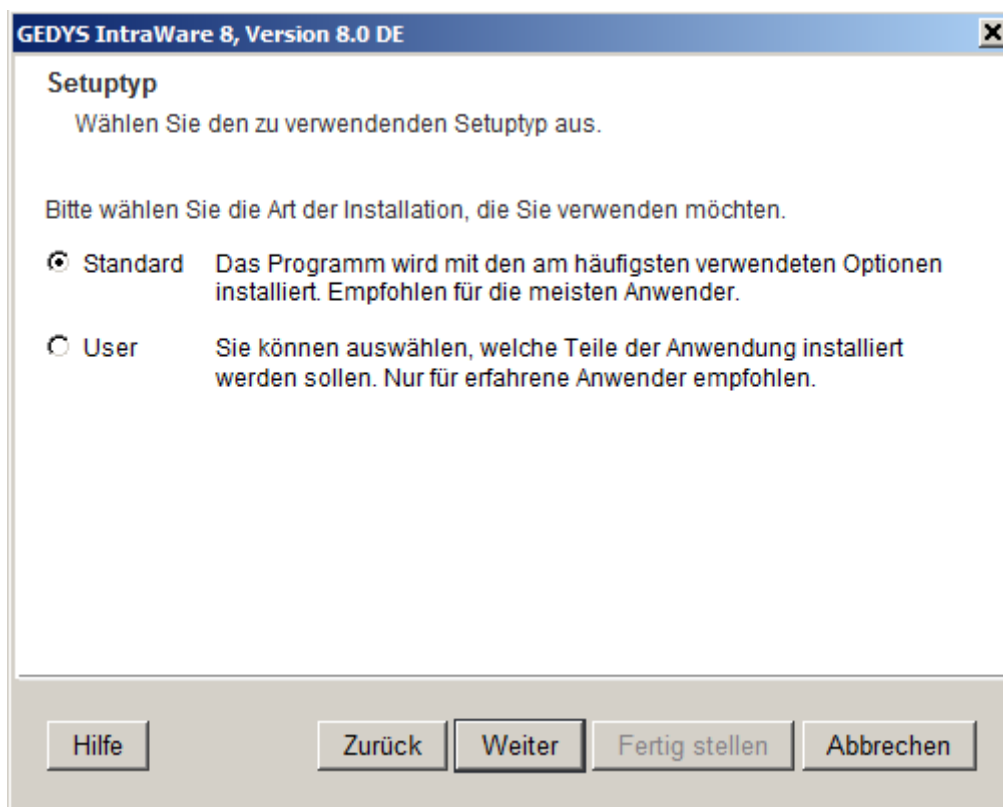 GEDYS IntraWare 8, Version 8.0 DE
Setuptyp
Wählen Sie den zu verwendenden Setuptyp aus.
Bitte wählen Sie die Art der Installation, die Sie verwenden möchten.
Standard Das Programm wird mit den am häufigsten verwendeten Optionen
installiert. Empfohlen für die meisten Anwender.
User Sie können auswählen, welche Teile der Anwendung installiert
werden sollen. Nur für erfahrene Anwender empfohlen.
Hilfe Zurück Weiter Fertig stellen Abbrechen